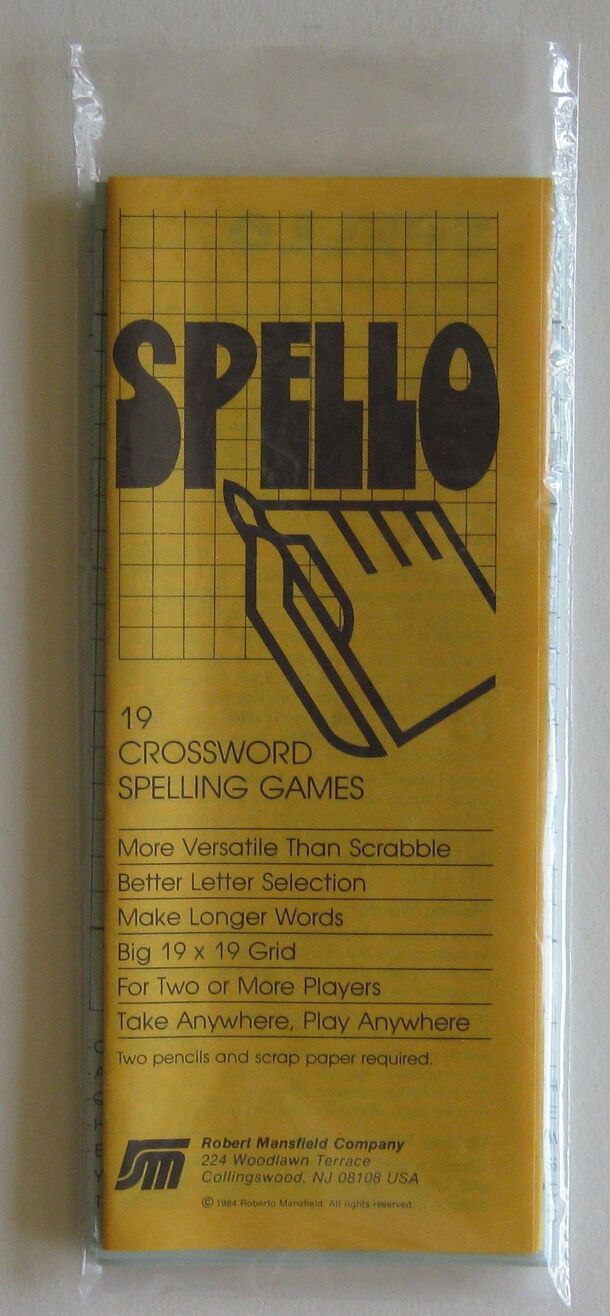 SPELLO
19
CROSSWORD
SPELLING GAMES
More Versatile Than Scrabble
Better Letter Selection
Make Longer Words
Big 19 x 19 Grid
For Two or More Players
Take Anywhere, Play Anywhere
Two pencils and scrap paper required.
Robert Mansfield Company
224 Woodlawn Terrace
Collingswood, NJ 08108 USA
© 1984 Roberto Mansfield. All rights reserved.